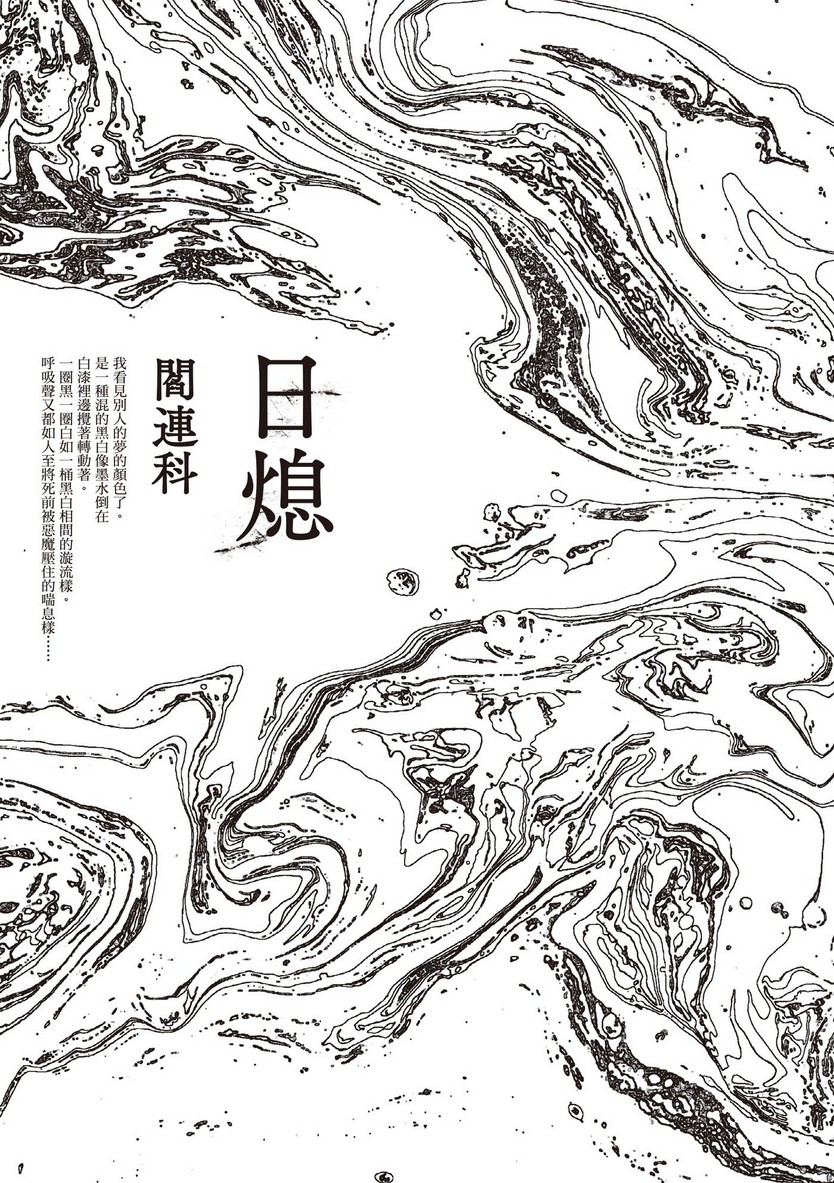 日熄
閻連科
我看見別人的夢的顏色了。
是一種混的黑白像墨水倒在
白漆裡邊攪著轉動著。
一圈黑一圈白如一桶黑白相間的漩流樣。
呼吸聲又都如人至將死前被惡魔壓住的喘息樣……